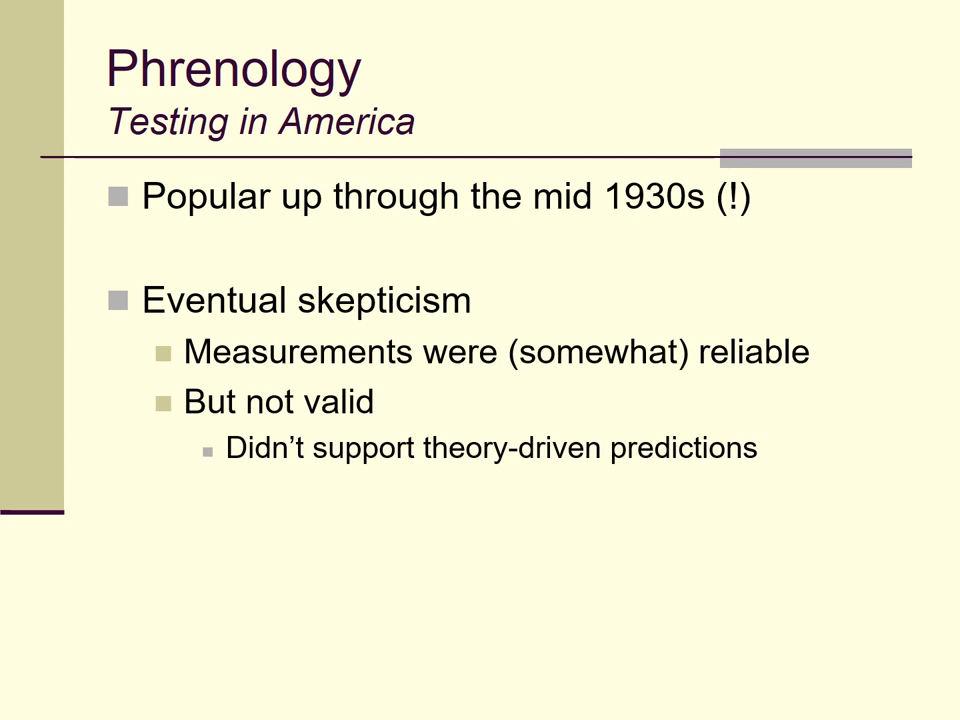 Phrenology
Testing in America
Popular up through the mid 1930s (!)
Eventual skepticism
Measurements were (somewhat) reliable
But not valid
Didn’t support theory-driven predictions